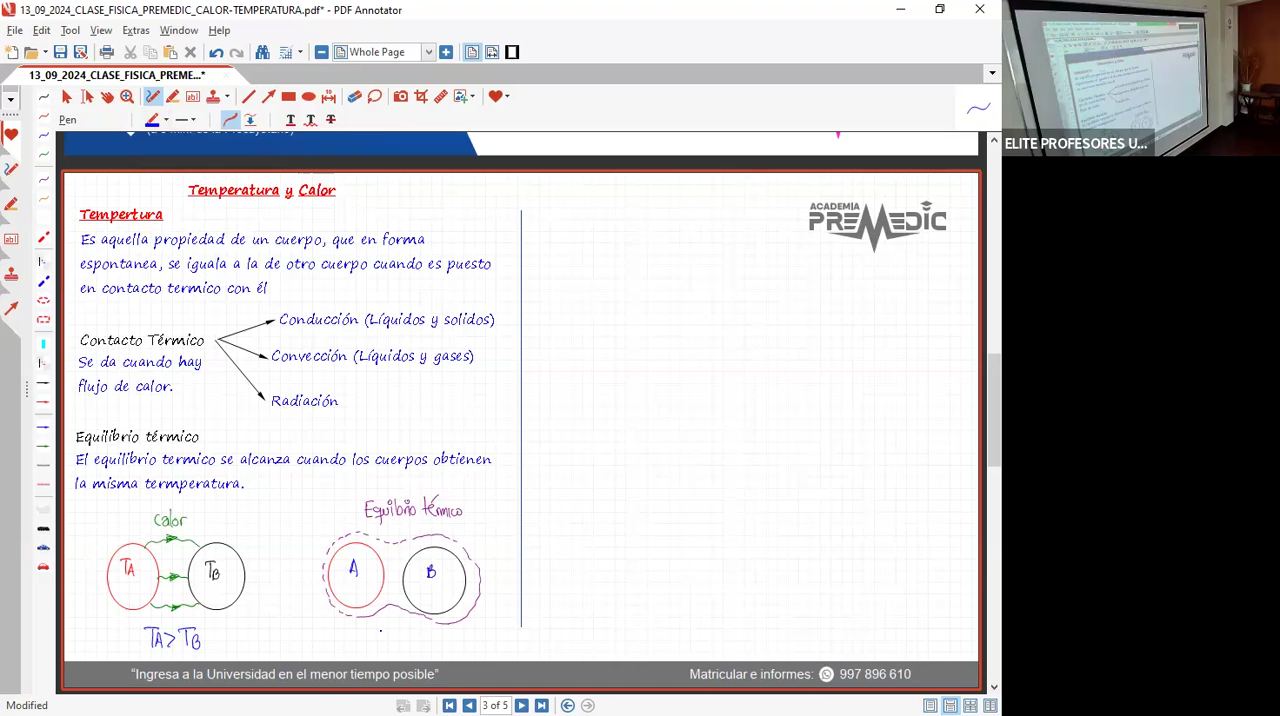 13_09_2024_CLASE_FISICA_PREMEDIC_CALOR-TEMPERATURA.pdf* - PDF Annotator
File Edit Tool View Extras Window Help
Whole Page
13_09_2024_CLASE_FISICA_PREME...*
Pen
ELITE PROFESORES U...
Temperatura y Calor
ACADEMIA
PREMEDIC
Tempertura
Es aquella propiedad de un cuerpo, que en forma
espontanea, se iguala a la de otro cuerpo cuando es puesto
en contacto termico con él
Conducción (Líquidos y solidos)
Contacto Térmico
Convección (Líquidos y gases)
Se da cuando hay
flujo de calor.
Radiación
Equilibrio térmico
El equilibrio termico se alcanza cuando los cuerpos obtienen
la misma termperatura.
Calor
Equilibrio térmico
TA TB
A B
TA > TB
"Ingresa a la Universidad en el menor tiempo posible" Matricular e informes: 997 896 610
Modified
3 of 5